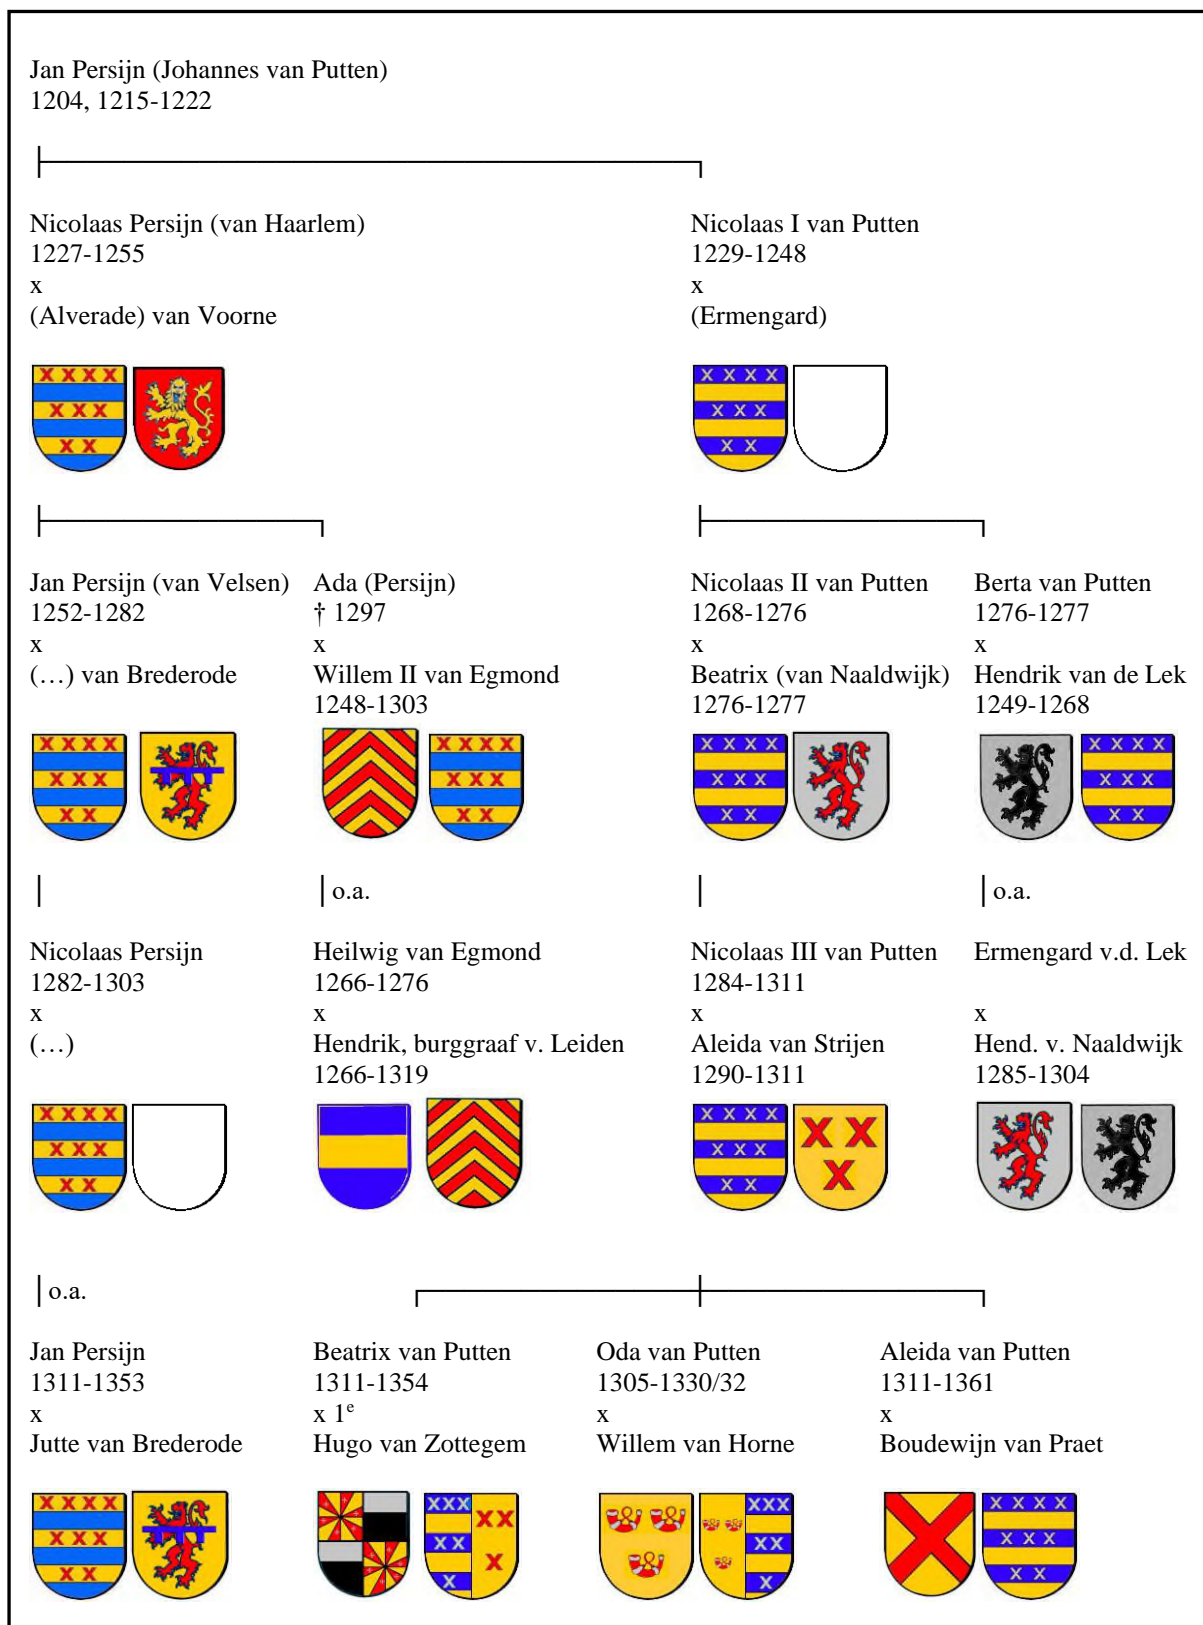 Jan Persijn (Johannes van Putten)
1204, 1215-1222
Nicolaas Persijn (van Haarlem)
1227-1255
x
(Alverade) van Voorne
Nicolaas I van Putten
1229-1248
x
(Ermengard)
Jan Persijn (van Velsen)
1252-1282
x
(…) van Brederode
Ada (Persijn)
† 1297
x
Willem II van Egmond
1248-1303
Nicolaas II van Putten
1268-1276
x
Beatrix (van Naaldwijk)
1276-1277
Berta van Putten
1276-1277
x
Hendrik van de Lek
1249-1268
o.a.
o.a.
Nicolaas Persijn
1282-1303
x
(…)
Heilwig van Egmond
1266-1276
x
Hendrik, burggraaf v. Leiden
1266-1319
Nicolaas III van Putten
1284-1311
x
Aleida van Strijen
1290-1311
Ermengard v.d. Lek
x
Hend. v. Naaldwijk
1285-1304
o.a.
Jan Persijn
1311-1353
x
Jutte van Brederode
Beatrix van Putten
1311-1354
x 1e
Hugo van Zottegem
Oda van Putten
1305-1330/32
x
Willem van Horne
Aleida van Putten
1311-1361
x
Boudewijn van Praet